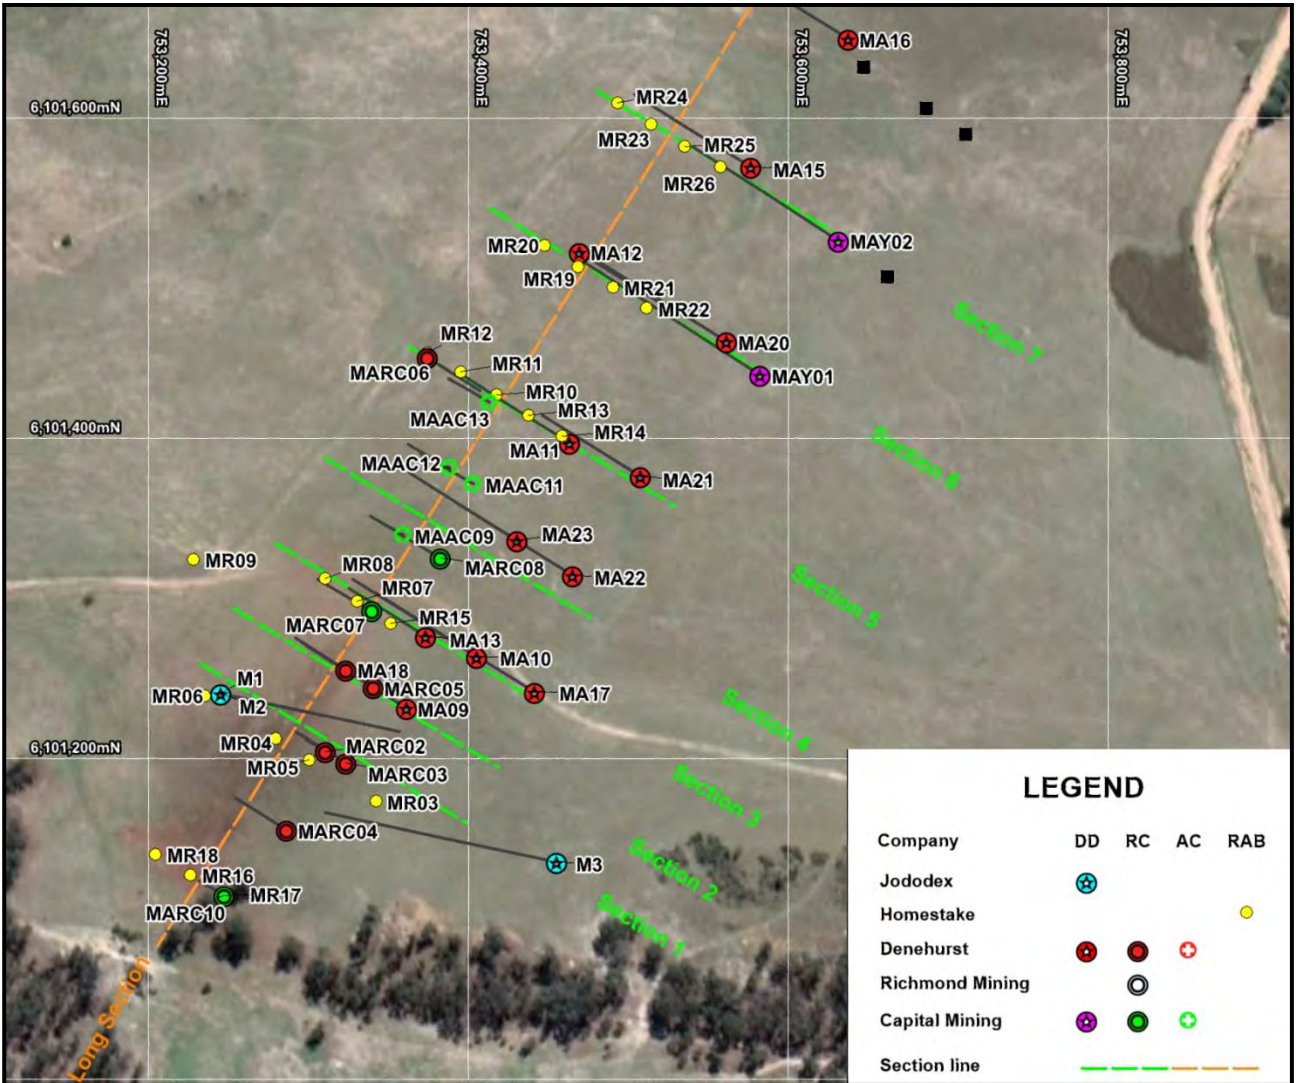 753,200mE
753,400mE
753,600mE
753,800mE
MA16
6,101,600mN
MR24
MR23
MR25
MA15
MR26
MAY02
MR20
MA12
MR19
MR21
MR22
MA20
MAY01
Section 7
MR12
MR11
MARC06
MR10
MAAC13
MR13
6,101,400mN
MR14
MA11
MA21
Section 6
MAAC12
MAAC11
MAAC09
MA23
MR09
MARC08
MR08
MA22
MR07
Section 5
MARC07
MR15
MA13
MA10
MA18
M1
MARC05
MA17
MR06
M2
MA09
Section 4
MR04
MARC02
6,101,200mN
MR05
MARC03
MR03
Section 3
MARC04
MR18
M3
MR16
MR17
Section 2
MARC10
Section 1
Long Section
LEGEND
Company DD RC AC RAB
Jododex
Homestake
Denehurst
Richmond Mining
Capital Mining
Section line